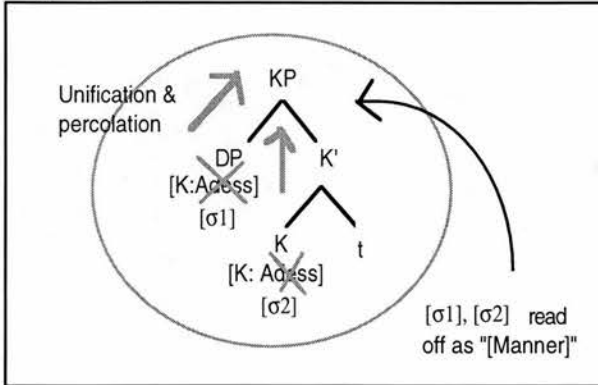 KP
Unification &
percolation
DP K'
[K:Adess]
[σ1]
K t
[K: Adess]
[σ2]
[σ1], [σ2] read
off as "[Manner]"